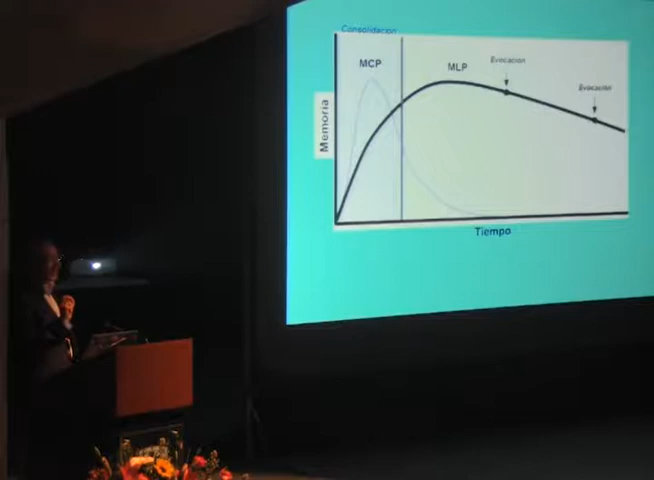 Consolidación
MCP
MLP
Evocación
Evocación
Memoria
Tiempo